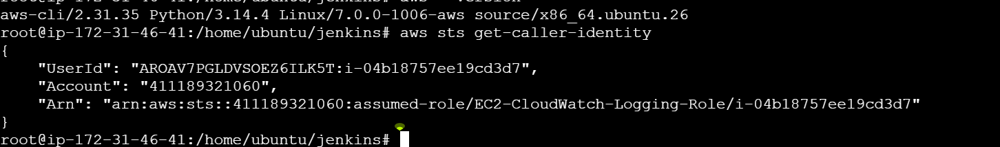 aws-cli/2.31.35 Python/3.14.4 Linux/7.0.0-1006-aws source/x86_64.ubuntu.26
root@ip-172-31-46-41:/home/ubuntu/jenkins# aws sts get-caller-identity
{
    "UserId": "AROAV7PGLDVSOEZ6ILK5T:i-04b18757ee19cd3d7",
    "Account": "411189321060",
    "Arn": "arn:aws:sts::411189321060:assumed-role/EC2-CloudWatch-Logging-Role/i-04b18757ee19cd3d7"
}
root@ip-172-31-46-41:/home/ubuntu/jenkins#